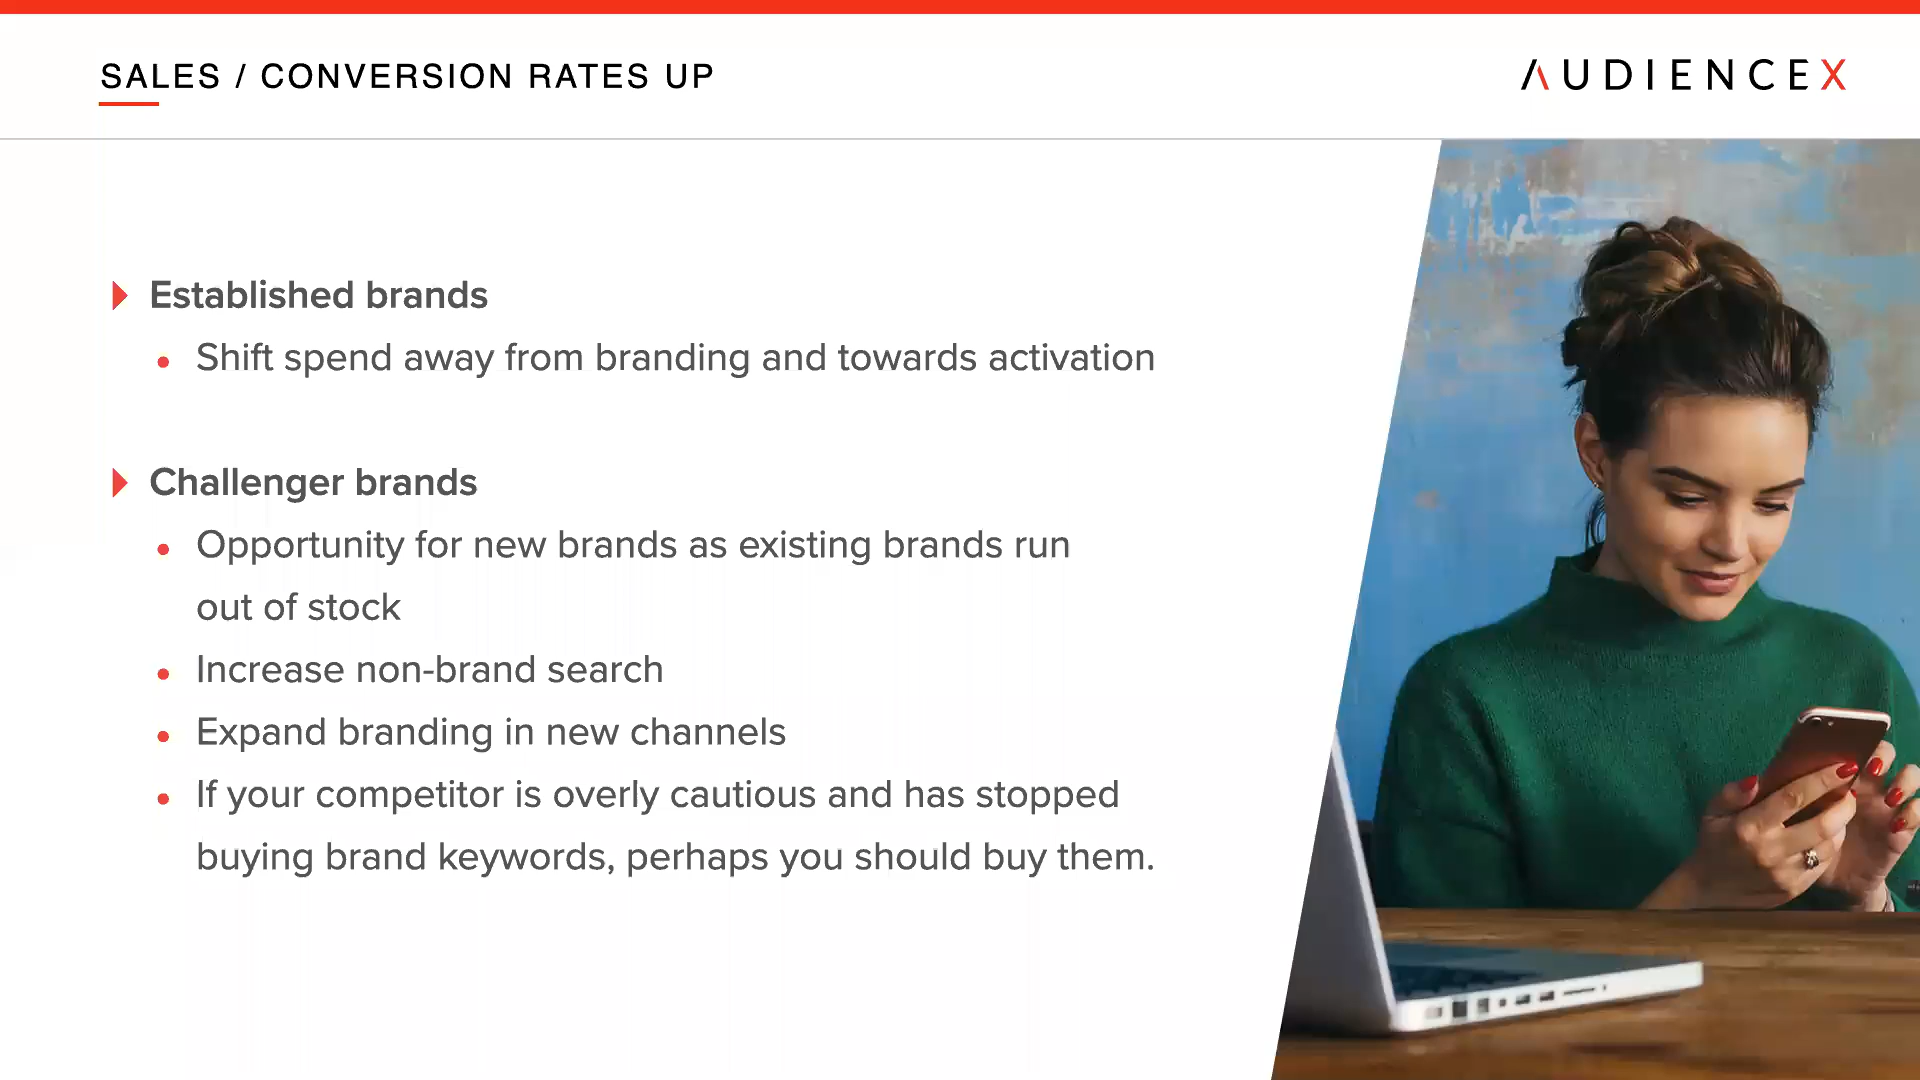 SALES / CONVERSION RATES UP
AUDIENCEX
Established brands
Shift spend away from branding and towards activation
Challenger brands
Opportunity for new brands as existing brands run
out of stock
Increase non-brand search
Expand branding in new channels
If your competitor is overly cautious and has stopped
buying brand keywords, perhaps you should buy them.